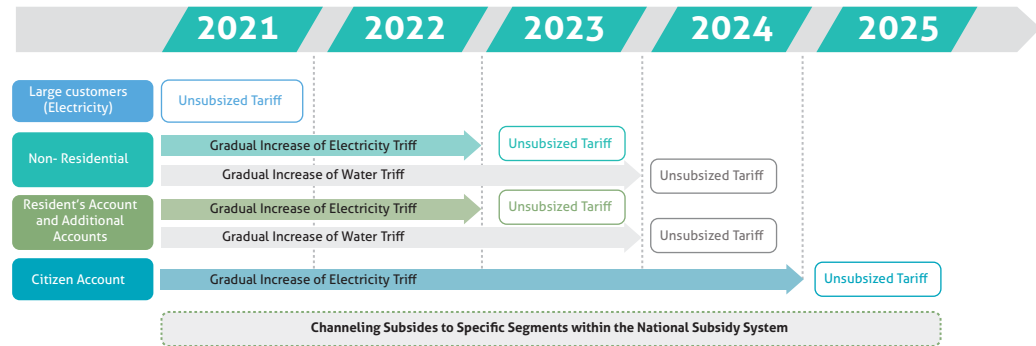 2021 2022 2023 2024 2025
Large customers
(Electricity)
Unsubsized Tariff
Non- Residential
Gradual Increase of Electricity Triff
Unsubsized Tariff
Gradual Increase of Water Triff
Unsubsized Tariff
Resident's Account
and Additional
Accounts
Gradual Increase of Electricity Triff
Unsubsized Tariff
Gradual Increase of Water Triff
Unsubsized Tariff
Citizen Account
Gradual Increase of Electricity Triff
Unsubsized Tariff
Channeling Subsides to Specific Segments within the National Subsidy System